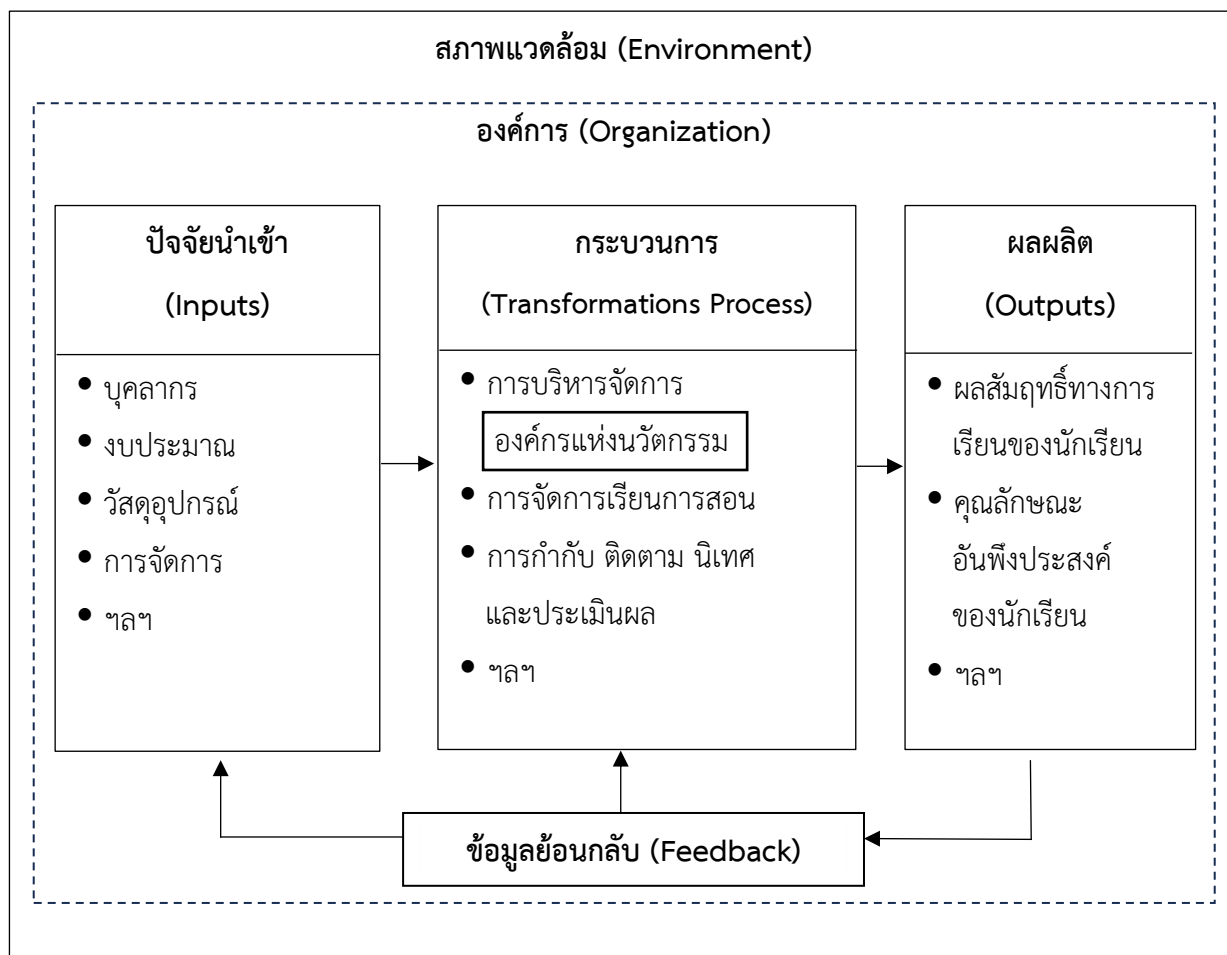 สภาพแวดล้อม (Environment)
องค์การ (Organization)
ปัจจัยนำเข้า
(Inputs)
• บุคลากร
• งบประมาณ
• วัสดุอุปกรณ์
• การจัดการ
• ฯลฯ
กระบวนการ
(Transformations Process)
• การบริหารจัดการ
องค์กรแห่งนวัตกรรม
• การจัดการเรียนการสอน
• การกำกับ ติดตาม นิเทศ
และประเมินผล
• ฯลฯ
ผลผลิต
(Outputs)
• ผลสัมฤทธิ์ทางการ
เรียนของนักเรียน
• คุณลักษณะ
อันพึงประสงค์
ของนักเรียน
• ฯลฯ
ข้อมูลย้อนกลับ (Feedback)